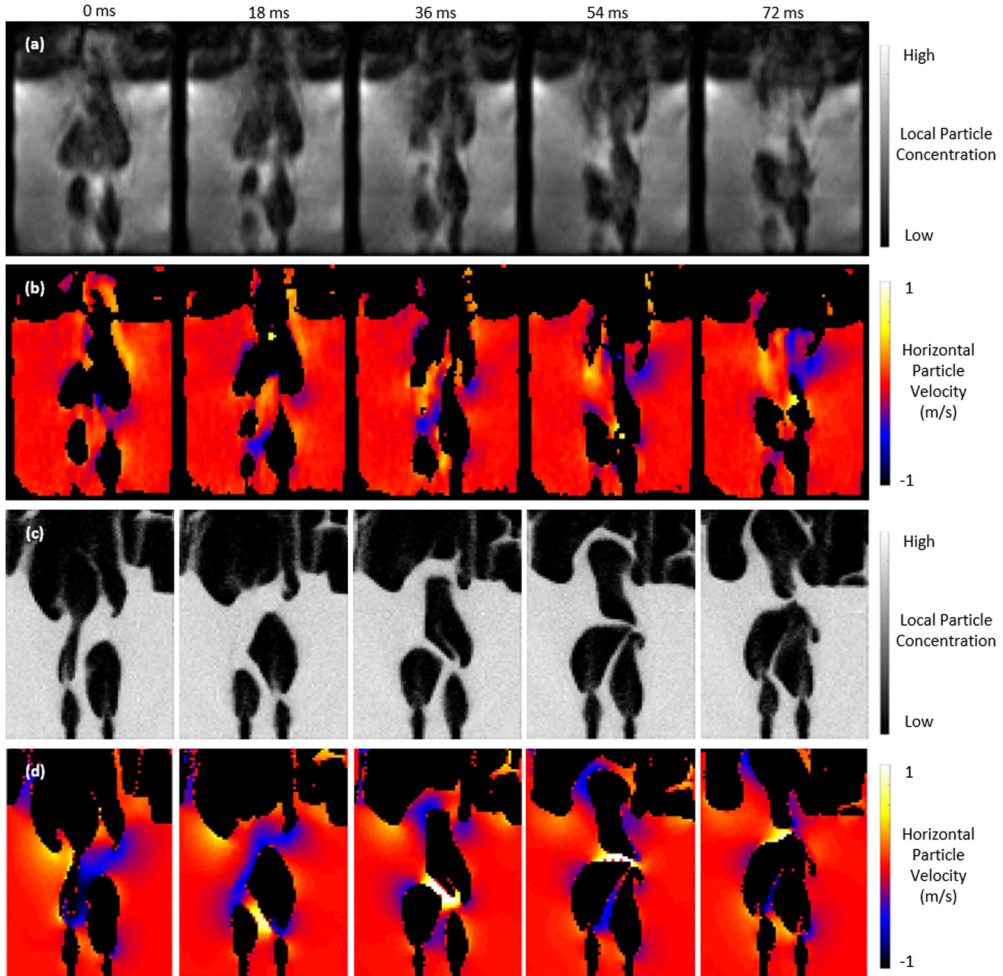 0 ms 18 ms 36 ms 54 ms 72 ms
(a)
High
Local Particle
Concentration
Low
(b)
1
Horizontal
Particle
Velocity
(m/s)
-1
(c)
High
Local Particle
Concentration
Low
(d)
1
Horizontal
Particle
Velocity
(m/s)
-1